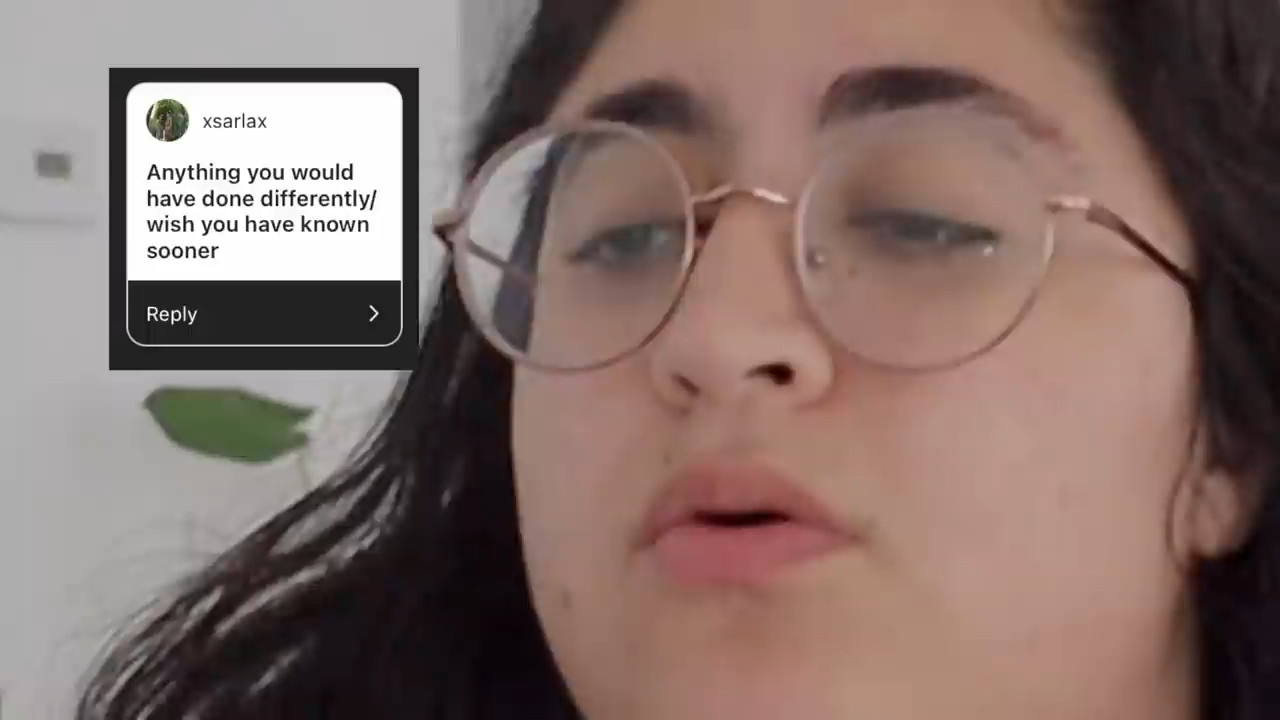 xsarlax
Anything you would
have done differently/
wish you have known
sooner
Reply